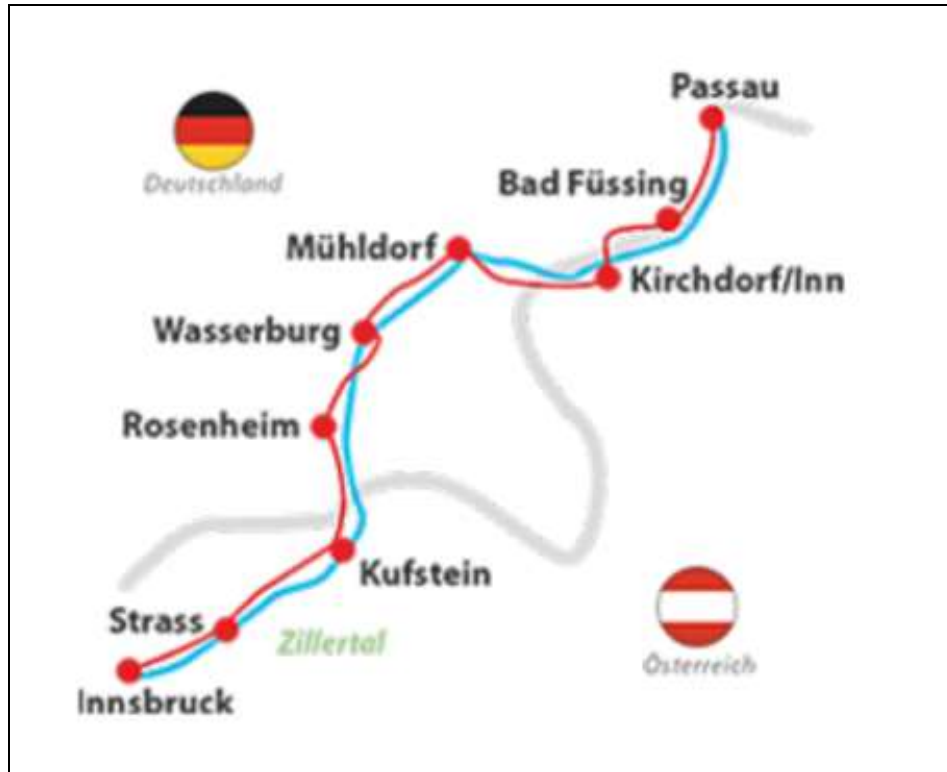 Passau
Deutschland
Bad Füssing
Mühldorf
Kirchdorf/Inn
Wasserburg
Rosenheim
Kufstein
Strass
Zillertal
Österreich
Innsbruck